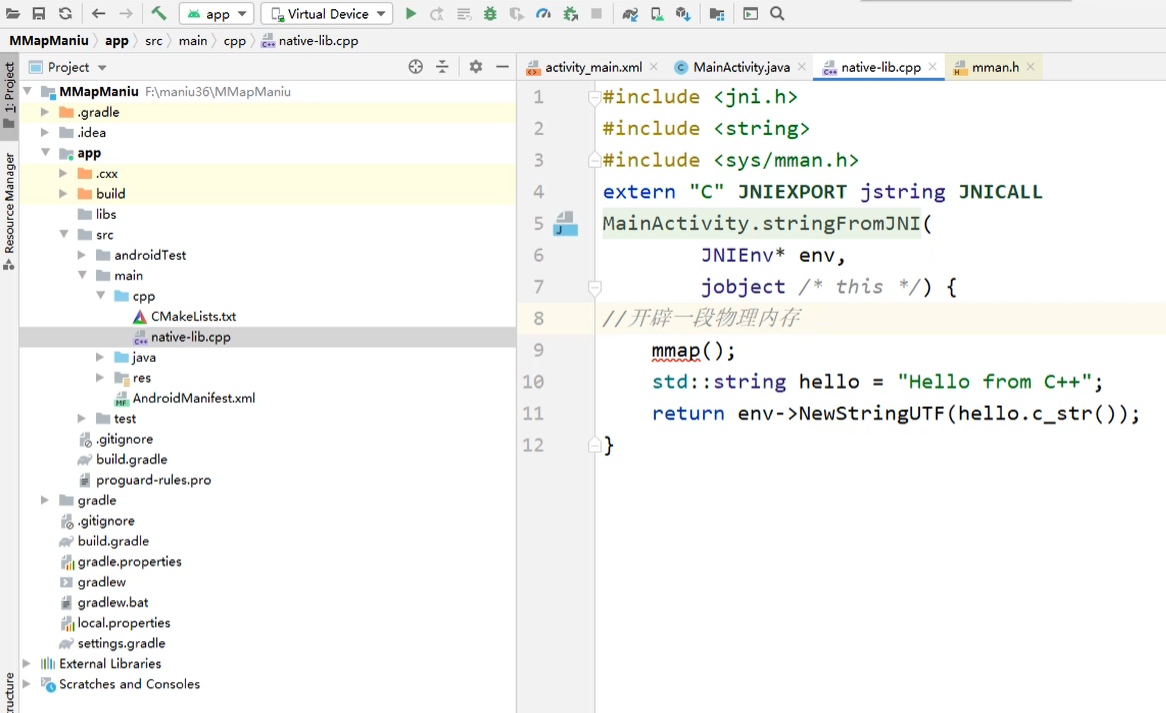 app
Virtual Device
MMapManiu
app
src
main
cpp
native-lib.cpp
1: Project
Resource Manager
Project
MMapManiu F:\maniu36\MMapManiu
.gradle
.idea
app
.cxx
build
libs
src
androidTest
main
cpp
CMakeLists.txt
native-lib.cpp
java
res
AndroidManifest.xml
test
.gitignore
build.gradle
proguard-rules.pro
gradle
.gitignore
build.gradle
gradle.properties
gradlew
gradlew.bat
local.properties
settings.gradle
External Libraries
Scratches and Consoles
activity_main.xml
MainActivity.java
native-lib.cpp
mman.h
1 #include <jni.h>
2 #include <string>
3 #include <sys/mman.h>
4 extern "C" JNIEXPORT jstring JNICALL
5 MainActivity.stringFromJNI(
6 JNIEnv* env,
7 jobject /* this */) {
8 //开辟一段物理内存
9 mmap();
10 std::string hello = "Hello from C++";
11 return env->NewStringUTF(hello.c_str());
12 }